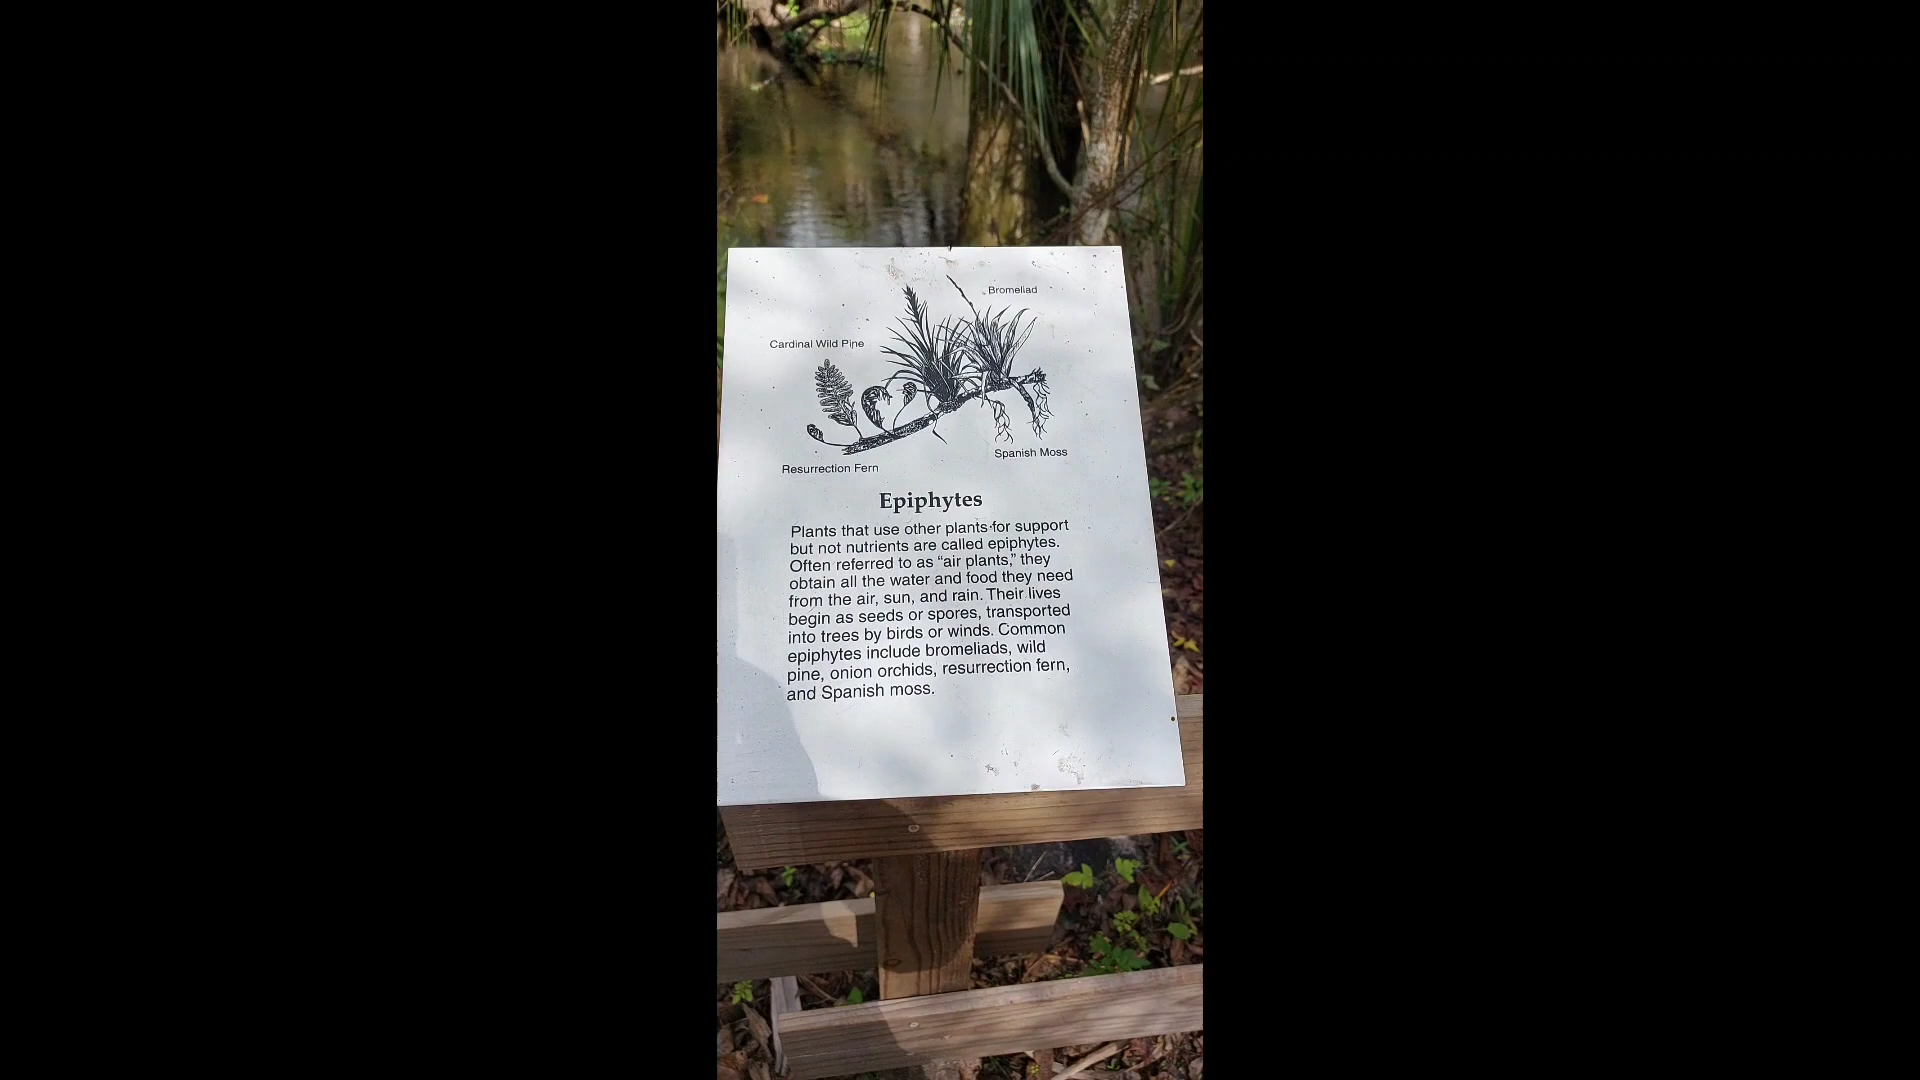 Bromeliad
Cardinal Wild Pine
Spanish Moss
Resurrection Fern
Epiphytes
Plants that use other plants for support
but not nutrients are called epiphytes.
Often referred to as “air plants,” they
obtain all the water and food they need
from the air, sun, and rain. Their lives
begin as seeds or spores, transported
into trees by birds or winds. Common
epiphytes include bromeliads, wild
pine, onion orchids, resurrection fern,
and Spanish moss.